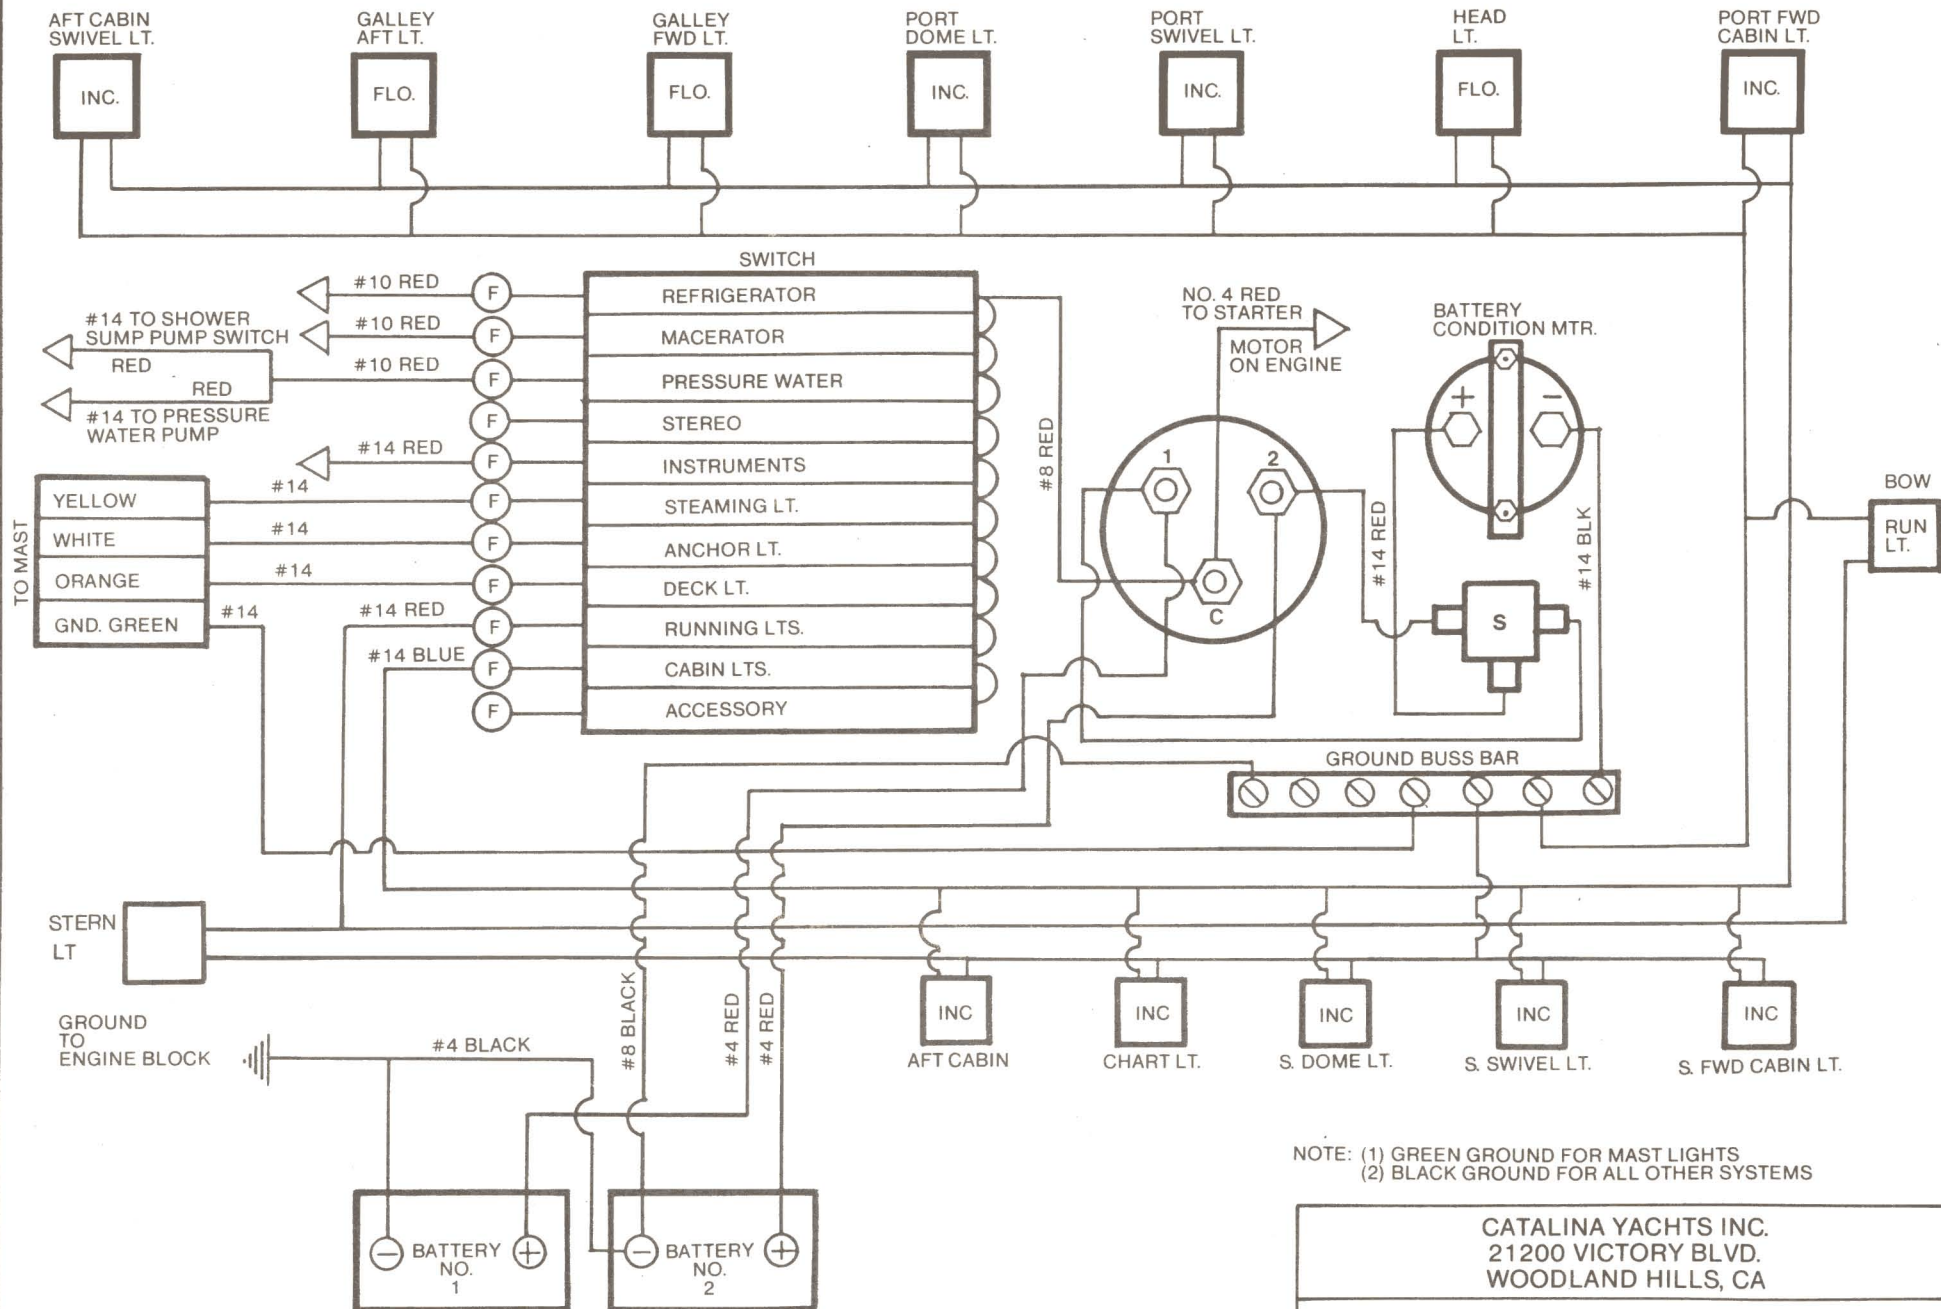 AFT CABIN
SWIVEL LT.
GALLEY
AFT LT.
GALLEY
FWD LT.
PORT
DOME LT.
PORT
SWIVEL LT.
HEAD
LT.
PORT FWD
CABIN LT.
INC.
FLO.
FLO.
INC.
INC.
FLO.
INC.
SWITCH
#10 RED
F
REFRIGERATOR
#14 TO SHOWER
SUMP PUMP SWITCH
RED
#10 RED
F
MACERATOR
#10 RED
F
PRESSURE WATER
RED
#14 TO PRESSURE
WATER PUMP
F
STEREO
#14 RED
F
INSTRUMENTS
TO MAST
YELLOW
#14
F
STEAMING LT.
WHITE
#14
F
ANCHOR LT.
ORANGE
#14
F
DECK LT.
GND. GREEN
#14
#14 RED
F
RUNNING LTS.
#14 BLUE
F
CABIN LTS.
F
ACCESSORY
#8 RED
NO. 4 RED
TO STARTER
MOTOR
ON ENGINE
1
2
C
BATTERY
CONDITION MTR.
+
−
#14 RED
#14 BLK
S
BOW
RUN
LT.
GROUND BUSS BAR
STERN
LT
GROUND
TO
ENGINE BLOCK
#4 BLACK
#8 BLACK
#4 RED
#4 RED
INC
INC
INC
INC
INC
AFT CABIN
CHART LT.
S. DOME LT.
S. SWIVEL LT.
S. FWD CABIN LT.
− BATTERY +
NO.
1
− BATTERY +
NO.
2
NOTE: (1) GREEN GROUND FOR MAST LIGHTS
(2) BLACK GROUND FOR ALL OTHER SYSTEMS
CATALINA YACHTS INC.
21200 VICTORY BLVD.
WOODLAND HILLS, CA